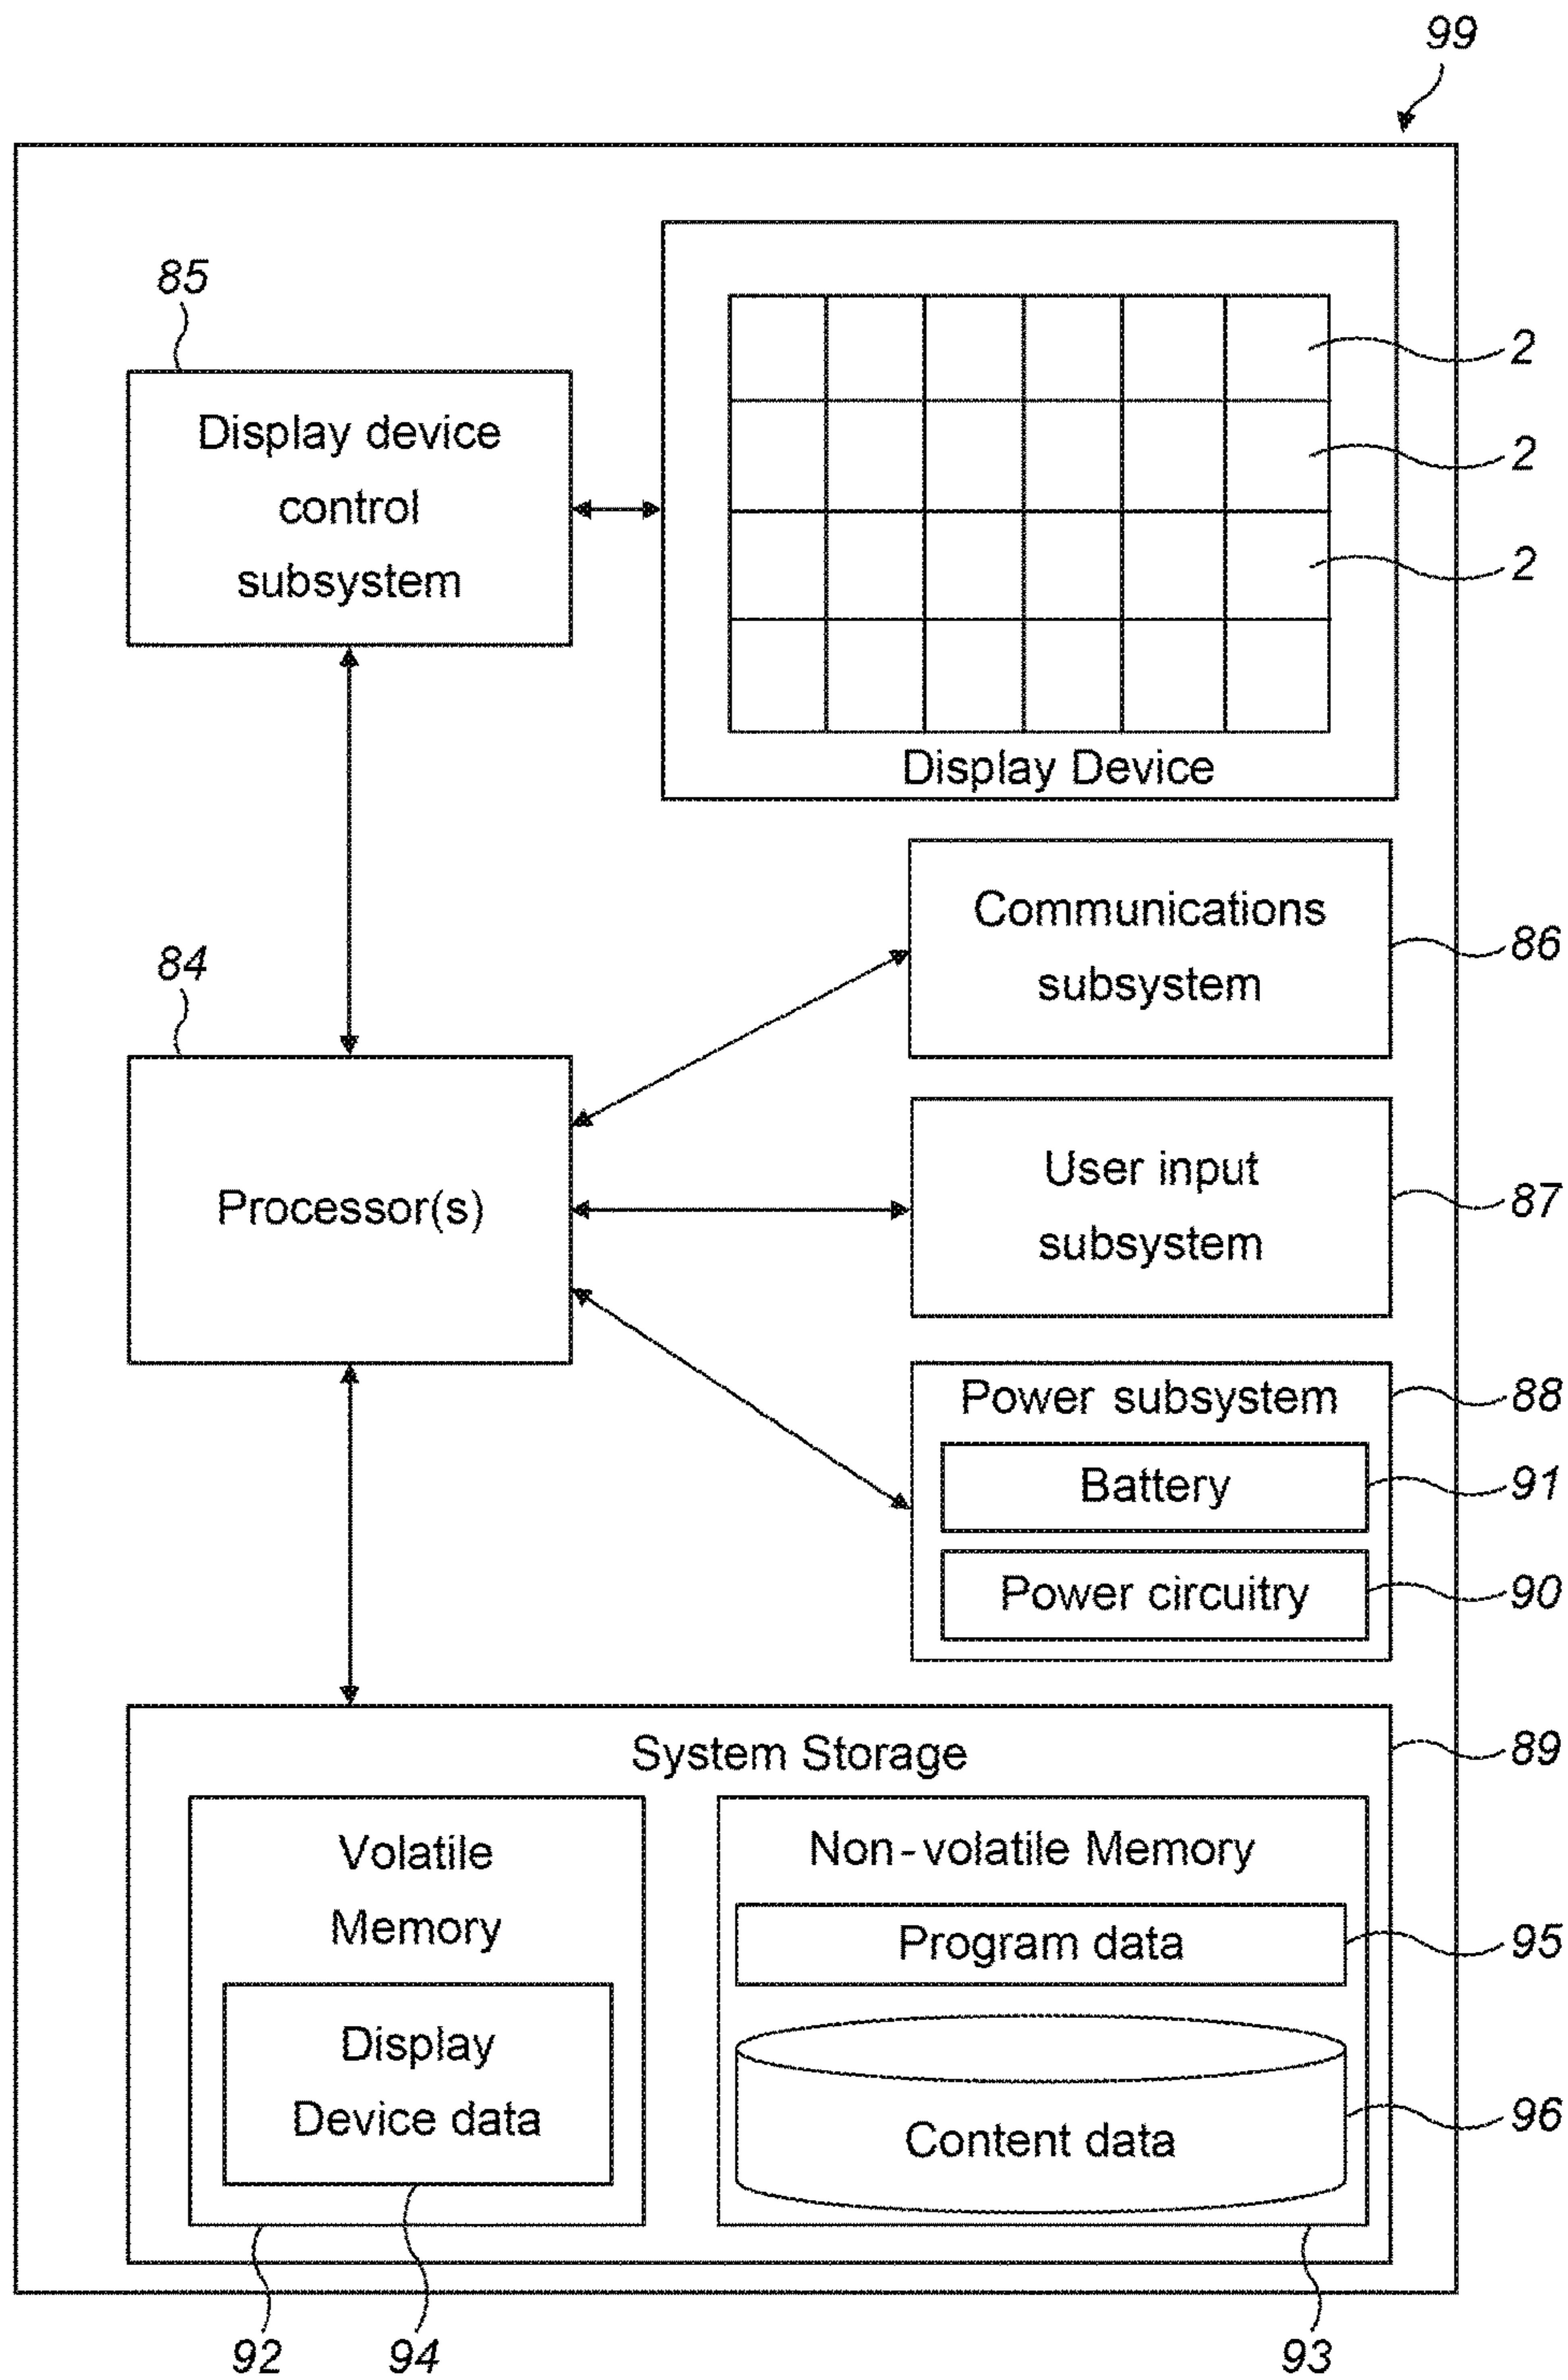 99
85
Display device
control
subsystem
2
2
2
Display Device
Communications
subsystem
86
84
Processor(s)
User input
subsystem
87
Power subsystem
88
Battery
91
Power circuitry
90
System Storage
89
Volatile
Memory
Non-volatile Memory
Program data
95
Display
Device data
Content data
96
92
94
93